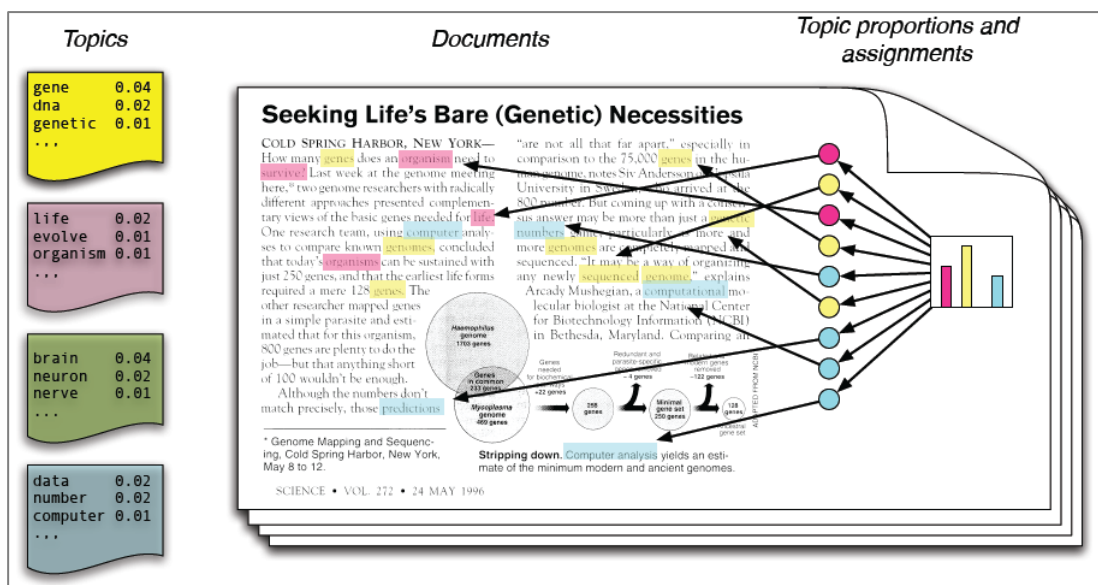 Topics
Documents
Topic proportions and
assignments
gene 0.04
dna 0.02
genetic 0.01
...
life 0.02
evolve 0.01
organism 0.01
...
brain 0.04
neuron 0.02
nerve 0.01
...
data 0.02
number 0.02
computer 0.01
...
Seeking Life's Bare (Genetic) Necessities
COLD SPRING HARBOR, NEW YORK—
How many genes does an organism need to
survive? Last week at the genome meeting
here,* two genome researchers with radically
different approaches presented complemen-
tary views of the basic genes needed for life.
One research team, using computer analy-
ses to compare known genomes, concluded
that today's organisms can be sustained with
just 250 genes, and that the earliest life forms
required a mere 128 genes. The
other researcher mapped genes
in a simple parasite and esti-
mated that for this organism,
800 genes are plenty to do the
job—but that anything short
of 100 wouldn't be enough.
Although the numbers don't
match precisely, those predictions
* Genome Mapping and Sequenc-
ing, Cold Spring Harbor, New York,
May 8 to 12.
"are not all that far apart," especially in
comparison to the 75,000 genes in the hu-
genome, notes Siv Andersson
University in Sweden, who arrived at the
800 number. But coming up with a consen-
sus answer may be more than just a genetic
numbers particularly more and
more genomes are completely mapped and
sequenced. "It may be a way of organizing
any newly sequenced genome," explains
Arcady Mushegian, a computational mo-
lecular biologist at the National Center
for Biotechnology Information (NCBI)
in Bethesda, Maryland. Comparing an
Haemophilus
genome
1703 genes
Genes
in common
233 genes
Mycoplasma
genome
469 genes
Genes
needed
for biochemical
+22 genes
Redundant and
parasite-specific
genes
– 4 genes
genes
removed
–122 genes
genes
Minimal
gene set
250 genes
128
genes
gene set
ADAPTED FROM NCBI
Stripping down. Computer analysis yields an esti-
mate of the minimum modern and ancient genomes.
SCIENCE • VOL. 272 • 24 MAY 1996